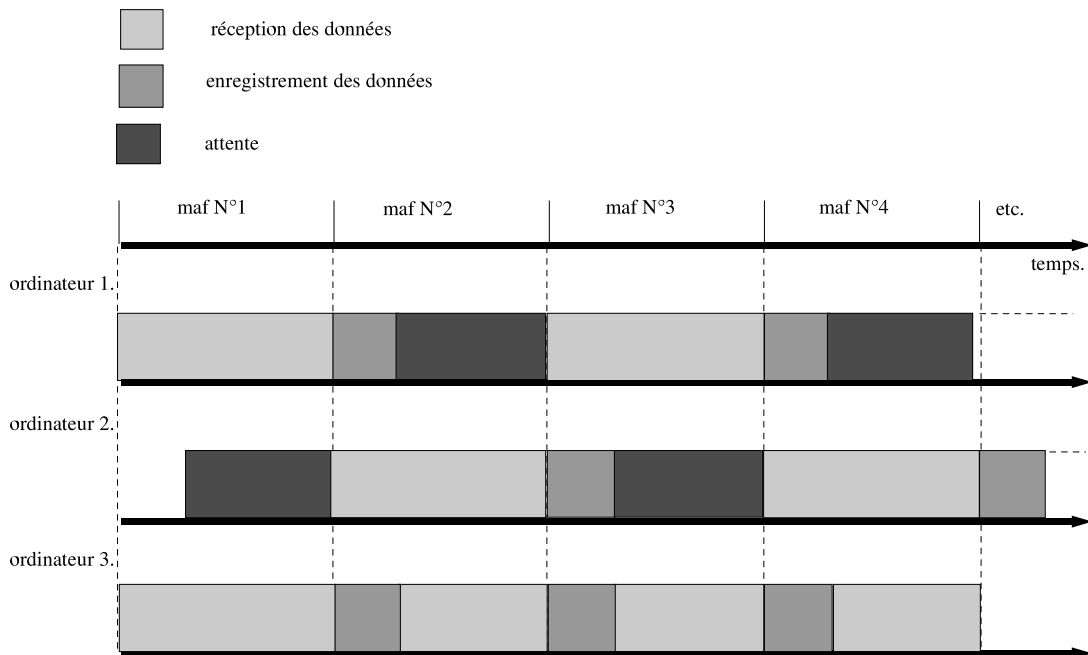 réception des données
enregistrement des données
attente
maf N°1 maf N°2 maf N°3 maf N°4 etc.
temps.
ordinateur 1.
ordinateur 2.
ordinateur 3.